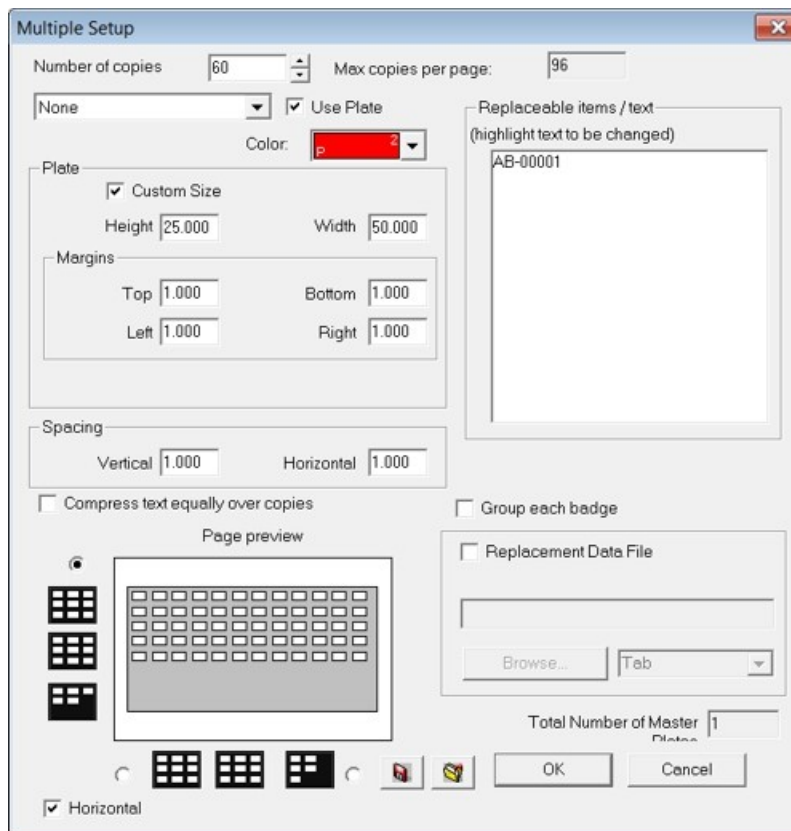 Multiple Setup
Number of copies 60 Max copies per page: 96
None Use Plate
Color: p 2
Replaceable items / text
(highlight text to be changed)
AB-00001
Plate
Custom Size
Height 25.000 Width 50.000
Margins
Top 1.000 Bottom 1.000
Left 1.000 Right 1.000
Spacing
Vertical 1.000 Horizontal 1.000
Compress text equally over copies
Group each badge
Page preview
Replacement Data File
Browse... Tab
Total Number of Master 1
Plates
OK Cancel
Horizontal